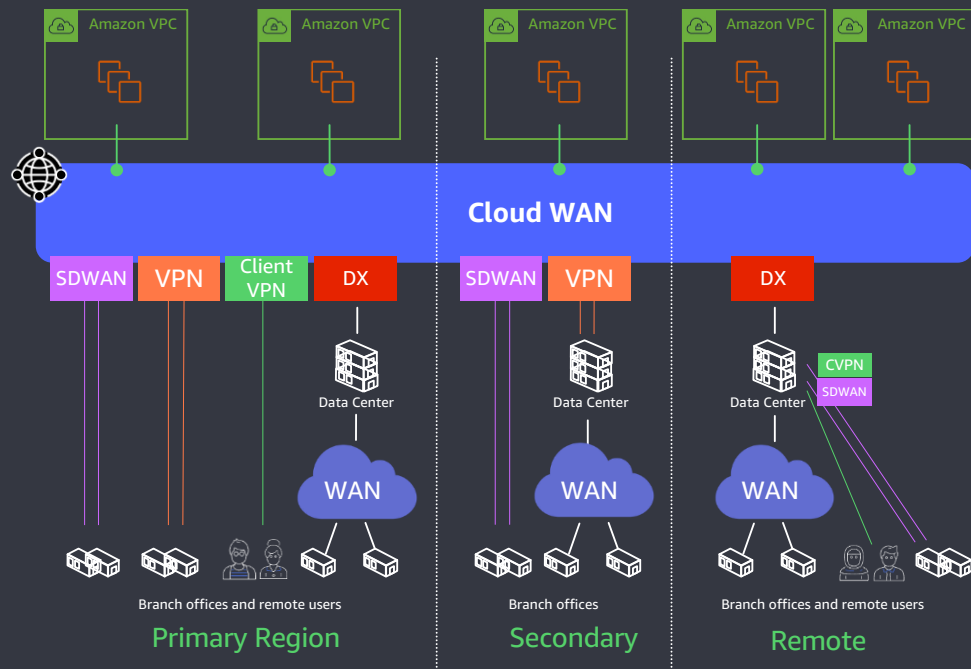 Amazon VPC
Amazon VPC
Amazon VPC
Amazon VPC
Amazon VPC
Cloud WAN
SDWAN
VPN
Client
VPN
DX
SDWAN
VPN
DX
CVPN
SDWAN
Data Center
Data Center
Data Center
WAN
WAN
WAN
Branch offices and remote users
Branch offices
Branch offices and remote users
Primary Region
Secondary
Remote